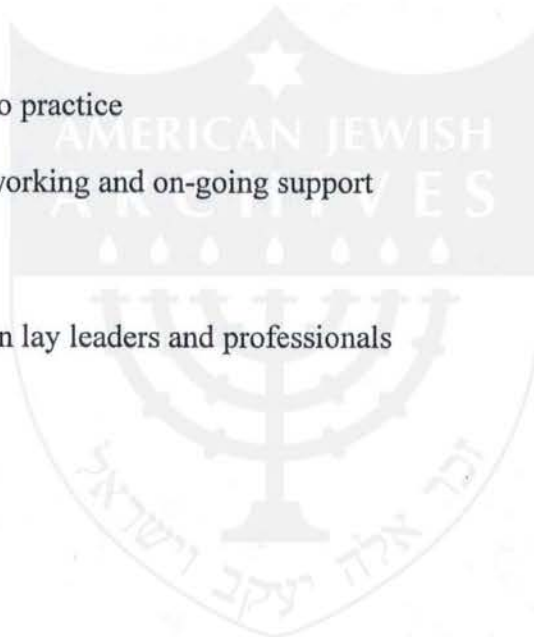 o practice
AMERICAN JEWISH
working and on-going support
ARCHIVES
n lay leaders and professionals
זכר אלה יעקב וישראל